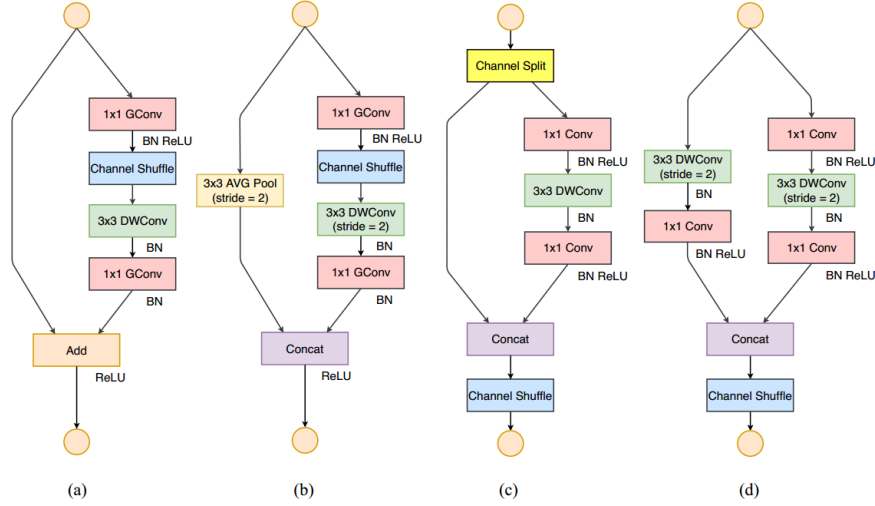 1x1 GConv
BN ReLU
Channel Shuffle
3x3 DWConv
BN
1x1 GConv
BN
Add
ReLU
(a)
1x1 GConv
BN ReLU
Channel Shuffle
3x3 AVG Pool
(stride = 2)
3x3 DWConv
(stride = 2)
BN
1x1 GConv
BN
Concat
ReLU
(b)
Channel Split
1x1 Conv
BN ReLU
3x3 DWConv
BN
1x1 Conv
BN ReLU
Concat
Channel Shuffle
(c)
3x3 DWConv
(stride = 2)
BN
1x1 Conv
BN ReLU
1x1 Conv
BN ReLU
3x3 DWConv
(stride = 2)
BN
1x1 Conv
BN ReLU
Concat
Channel Shuffle
(d)